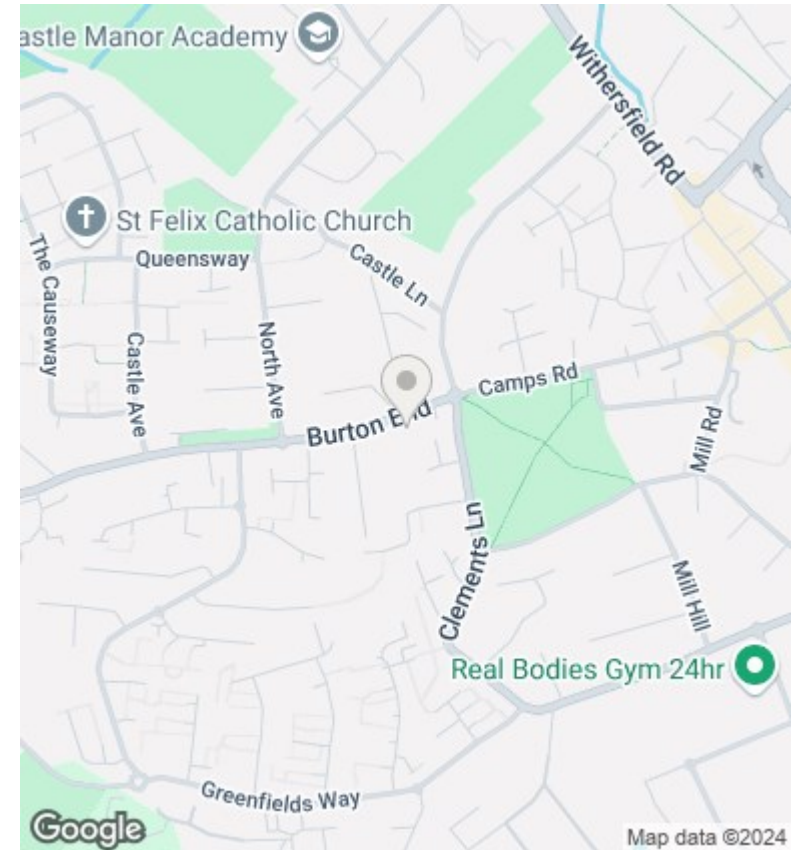 astle Manor Academy
Withersfield Rd
St Felix Catholic Church
Queensway
Castle Ln
The Causeway
Castle Ave
North Ave
Camps Rd
Burton End
Mill Rd
Clements Ln
Mill Hill
Real Bodies Gym 24hr
Greenfields Way
Google
Map data ©2024